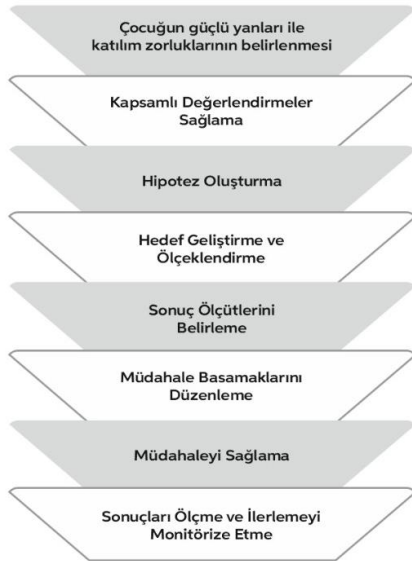 Çocuğun güçlü yanları ile
katılım zorluklarının belirlenmesi
Kapsamlı Değerlendirmeler
Sağlama
Hipotez Oluşturma
Hedef Geliştirme ve
Ölçeklendirme
Sonuç Ölçütlerini
Belirleme
Müdahale Basamaklarını
Düzenleme
Müdahaleyi Sağlama
Sonuçları Ölçme ve İlerlemeyi
Monitörize Etme